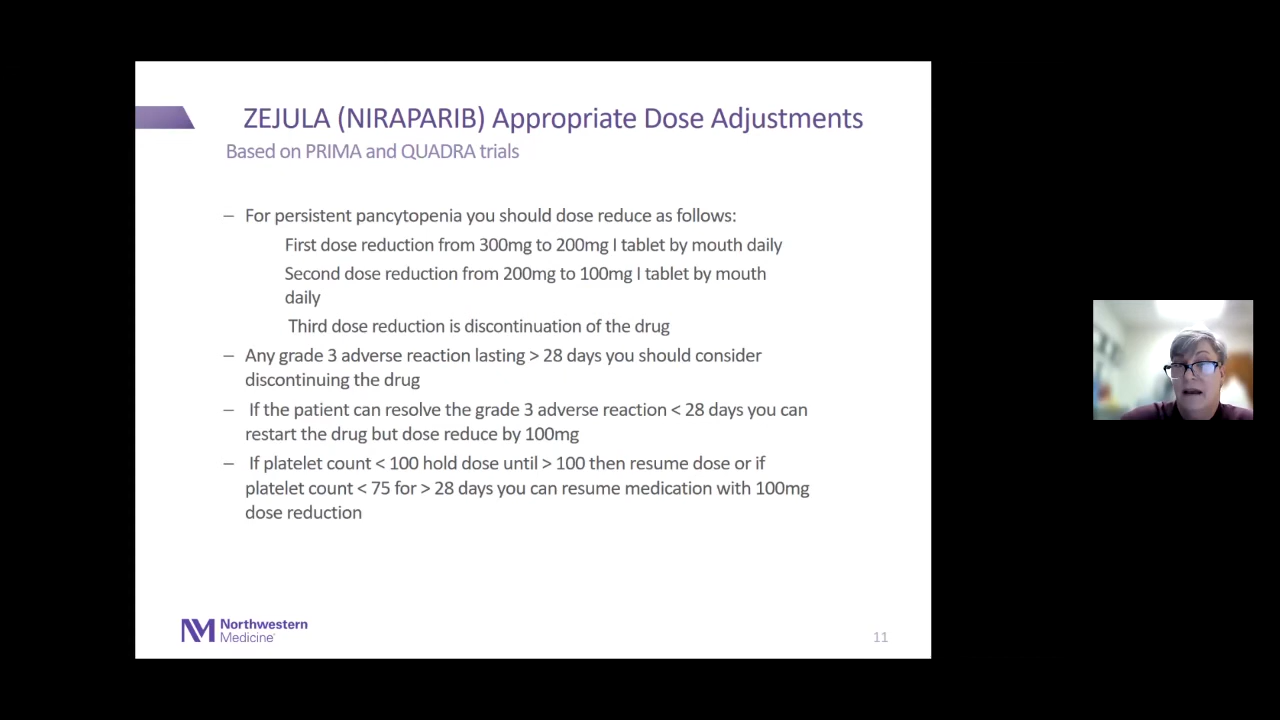 ZEJULA (NIRAPARIB) Appropriate Dose Adjustments
Based on PRIMA and QUADRA trials
– For persistent pancytopenia you should dose reduce as follows:
First dose reduction from 300mg to 200mg I tablet by mouth daily
Second dose reduction from 200mg to 100mg I tablet by mouth
daily
Third dose reduction is discontinuation of the drug
– Any grade 3 adverse reaction lasting > 28 days you should consider
discontinuing the drug
– If the patient can resolve the grade 3 adverse reaction < 28 days you can
restart the drug but dose reduce by 100mg
– If platelet count < 100 hold dose until > 100 then resume dose or if
platelet count < 75 for > 28 days you can resume medication with 100mg
dose reduction
NM Northwestern
Medicine
11